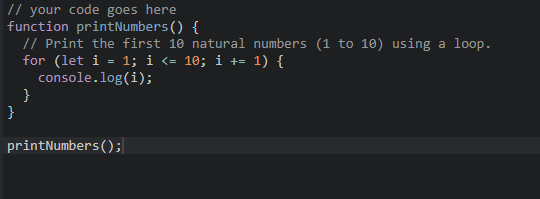 // your code goes here
function printNumbers() {
  // Print the first 10 natural numbers (1 to 10) using a loop.
  for (let i = 1; i <= 10; i += 1) {
    console.log(i);
  }
}

printNumbers();